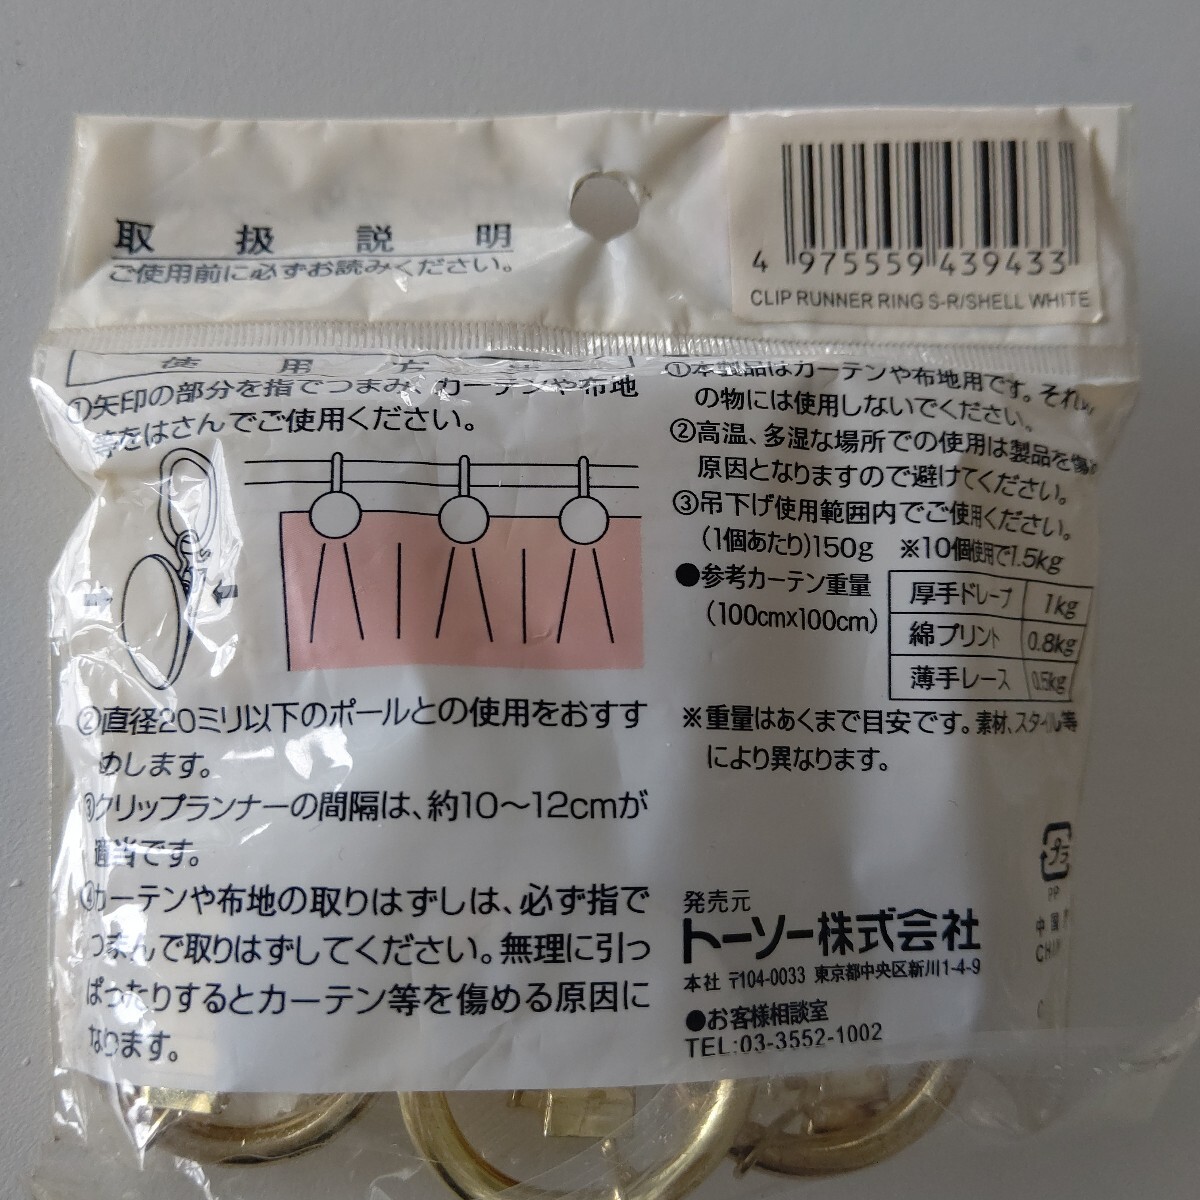 取扱説明
ご使用前に必ずお読みください。
4 975559 439433
CLIP RUNNER RING S-R/SHELL WHITE
使用方
①矢印の部分を指でつまみ、カーテンや布地
等をはさんでご使用ください。
②直径20ミリ以下のポールとの使用をおすす
めします。
③クリップランナーの間隔は、約10～12cmが
適当です。
④カーテンや布地の取りはずしは、必ず指で
つまんで取りはずしてください。無理に引っ
ぱったりするとカーテン等を傷める原因に
なります。
①本製品はカーテンや布地用です。それ
の物には使用しないでください。
②高温、多湿な場所での使用は製品を傷
原因となりますので避けてください。
③吊下げ使用範囲内でご使用ください。
(1個あたり)150g ※10個使用で1.5kg
●参考カーテン重量
(100cm×100cm)
厚手ドレープ 1kg
綿プリント 0.8kg
薄手レース 0.5kg
※重量はあくまで目安です。素材、スタイル等
により異なります。
プラ
PP
中国
発売元
トーソー株式会社
本社 〒104-0033 東京都中央区新川1-4-9
●お客様相談室
TEL:03-3552-1002